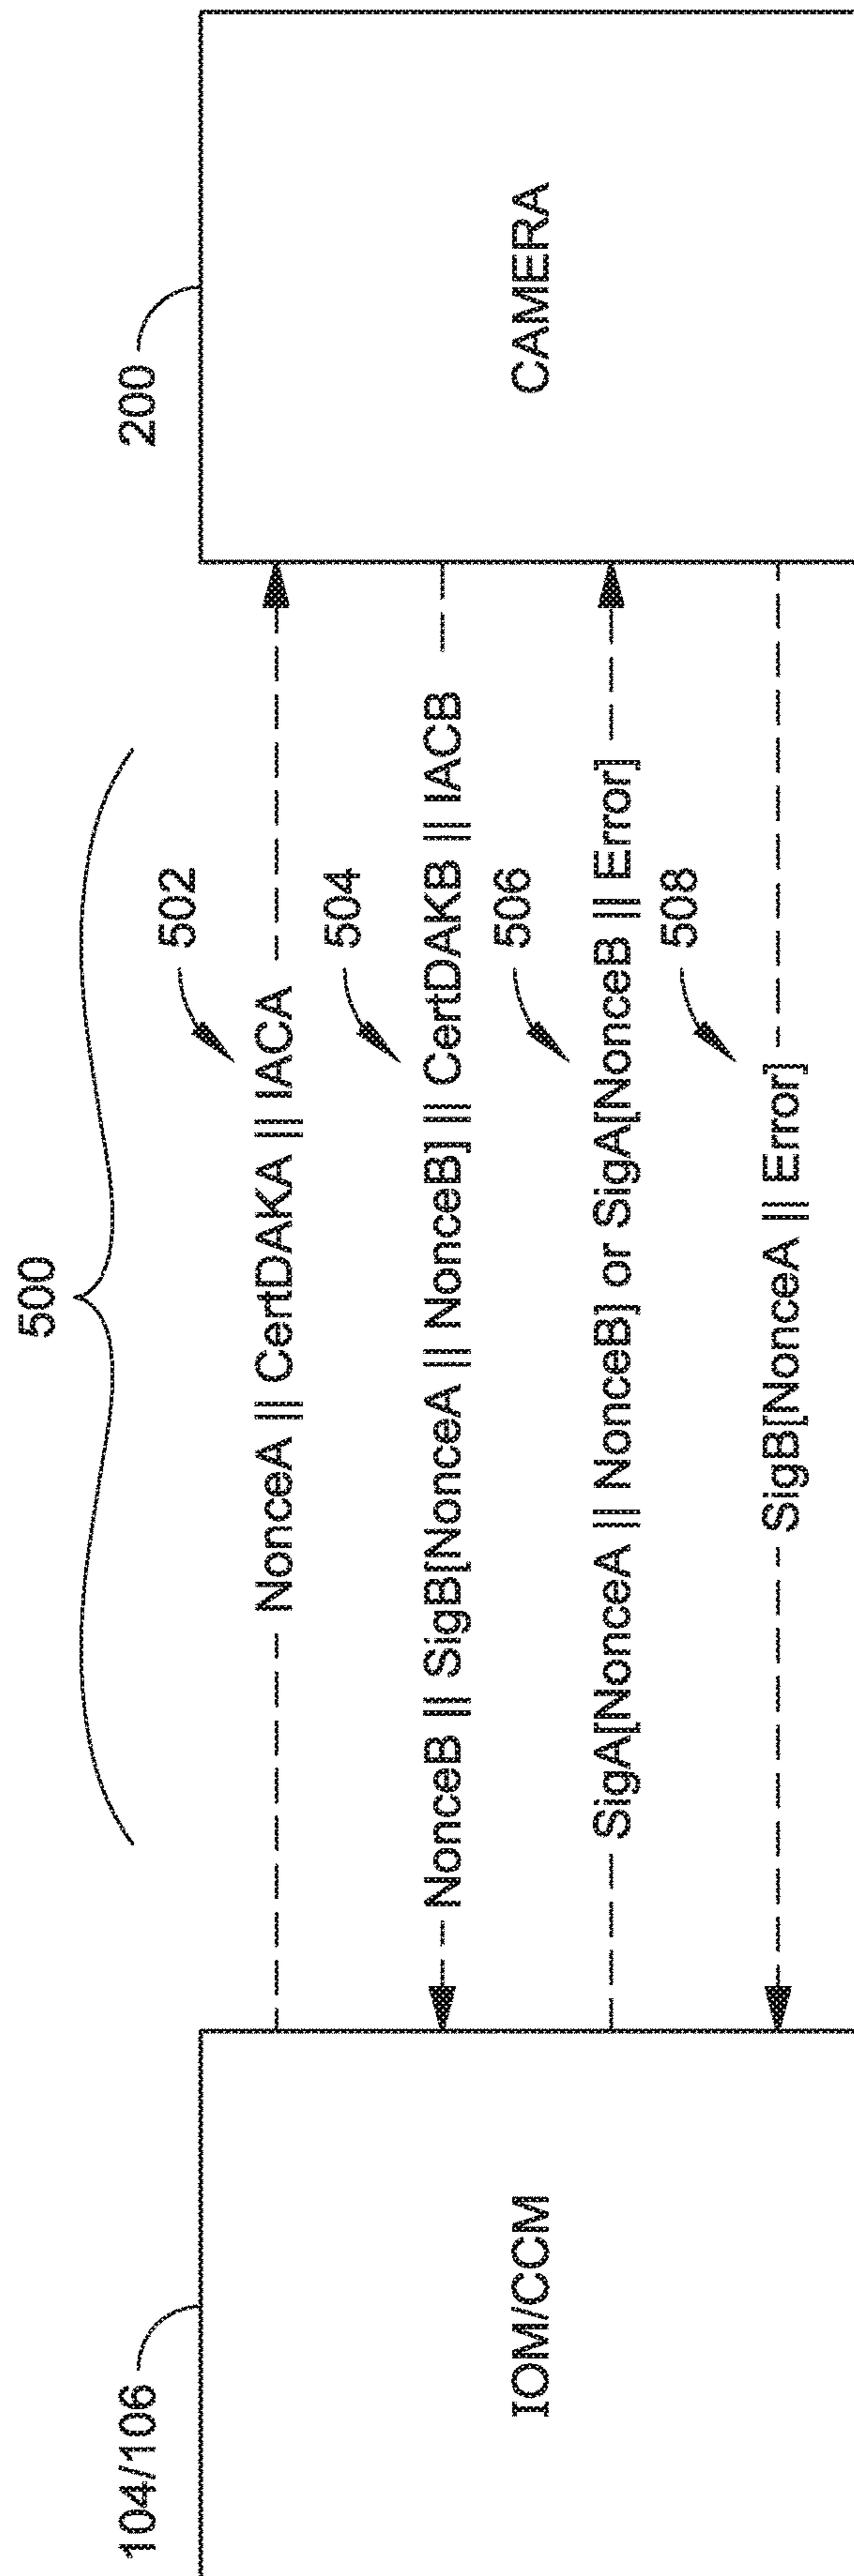 500
104/106
200
IOM/CCM
CAMERA
502
NonceA || CertDAKA || IACA
504
NonceB || SigB[NonceA || NonceB] || CertDAKB || IACB
506
SigA[NonceA || NonceB] or SigA[NonceB || Error]
508
SigB[NonceA || Error]